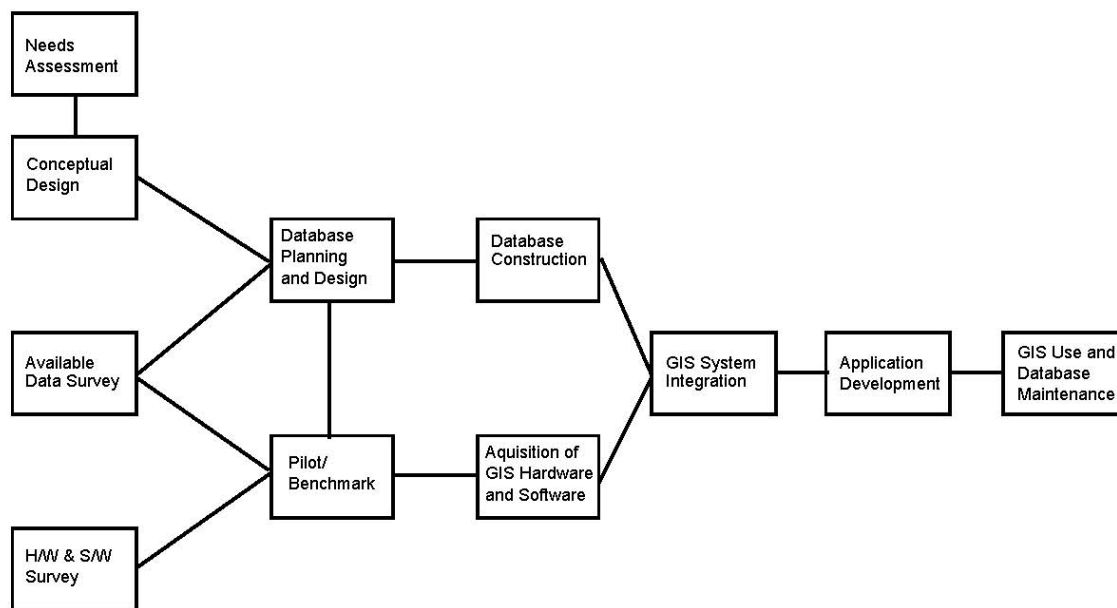 Needs
Assessment
Conceptual
Design
Database
Planning
and Design
Database
Construction
Available
Data Survey
GIS System
Integration
Application
Development
GIS Use and
Database
Maintenance
Pilot/
Benchmark
Aquisition of
GIS Hardware
and Software
H/W & S/W
Survey